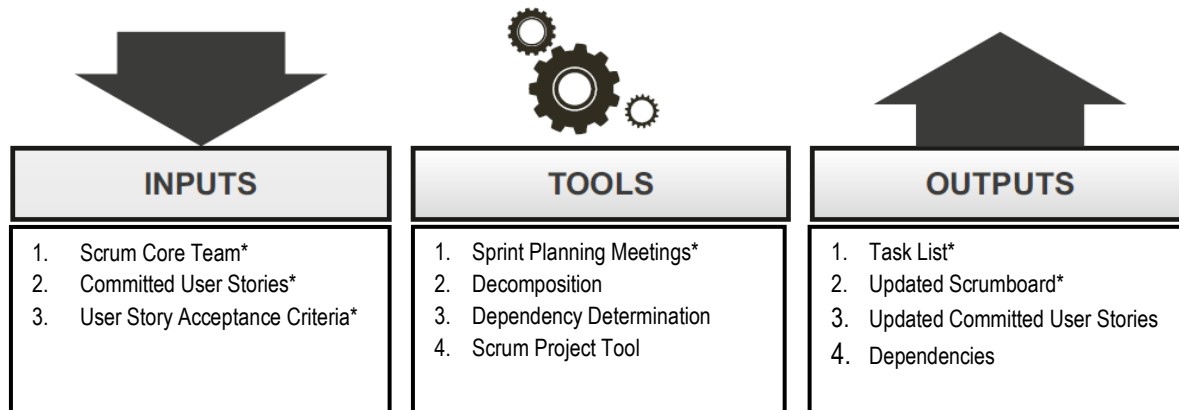 INPUTS
1. Scrum Core Team*
2. Committed User Stories*
3. User Story Acceptance Criteria*
TOOLS
1. Sprint Planning Meetings*
2. Decomposition
3. Dependency Determination
4. Scrum Project Tool
OUTPUTS
1. Task List*
2. Updated Scrumboard*
3. Updated Committed User Stories
4. Dependencies